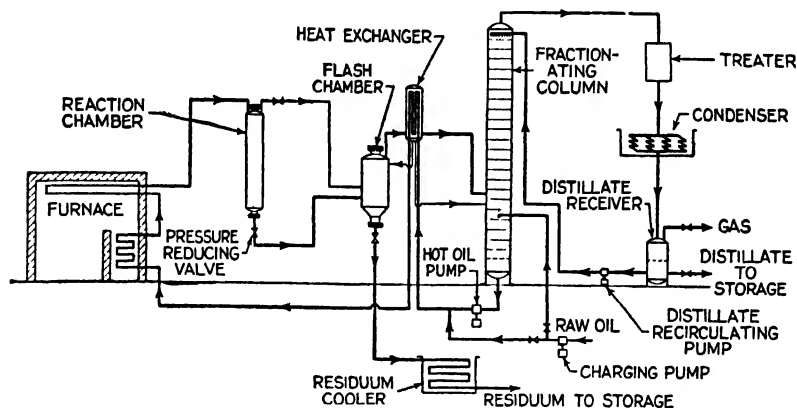 HEAT EXCHANGER
FLASH
CHAMBER
FRACTION-
ATING
COLUMN
TREATER
REACTION
CHAMBER
CONDENSER
DISTILLATE
RECEIVER
FURNACE
GAS
PRESSURE
REDUCING
VALVE
HOT OIL
PUMP
DISTILLATE
TO
STORAGE
RAW OIL
DISTILLATE
RECIRCULATING
PUMP
CHARGING PUMP
RESIDUUM
COOLER
RESIDUUM TO STORAGE